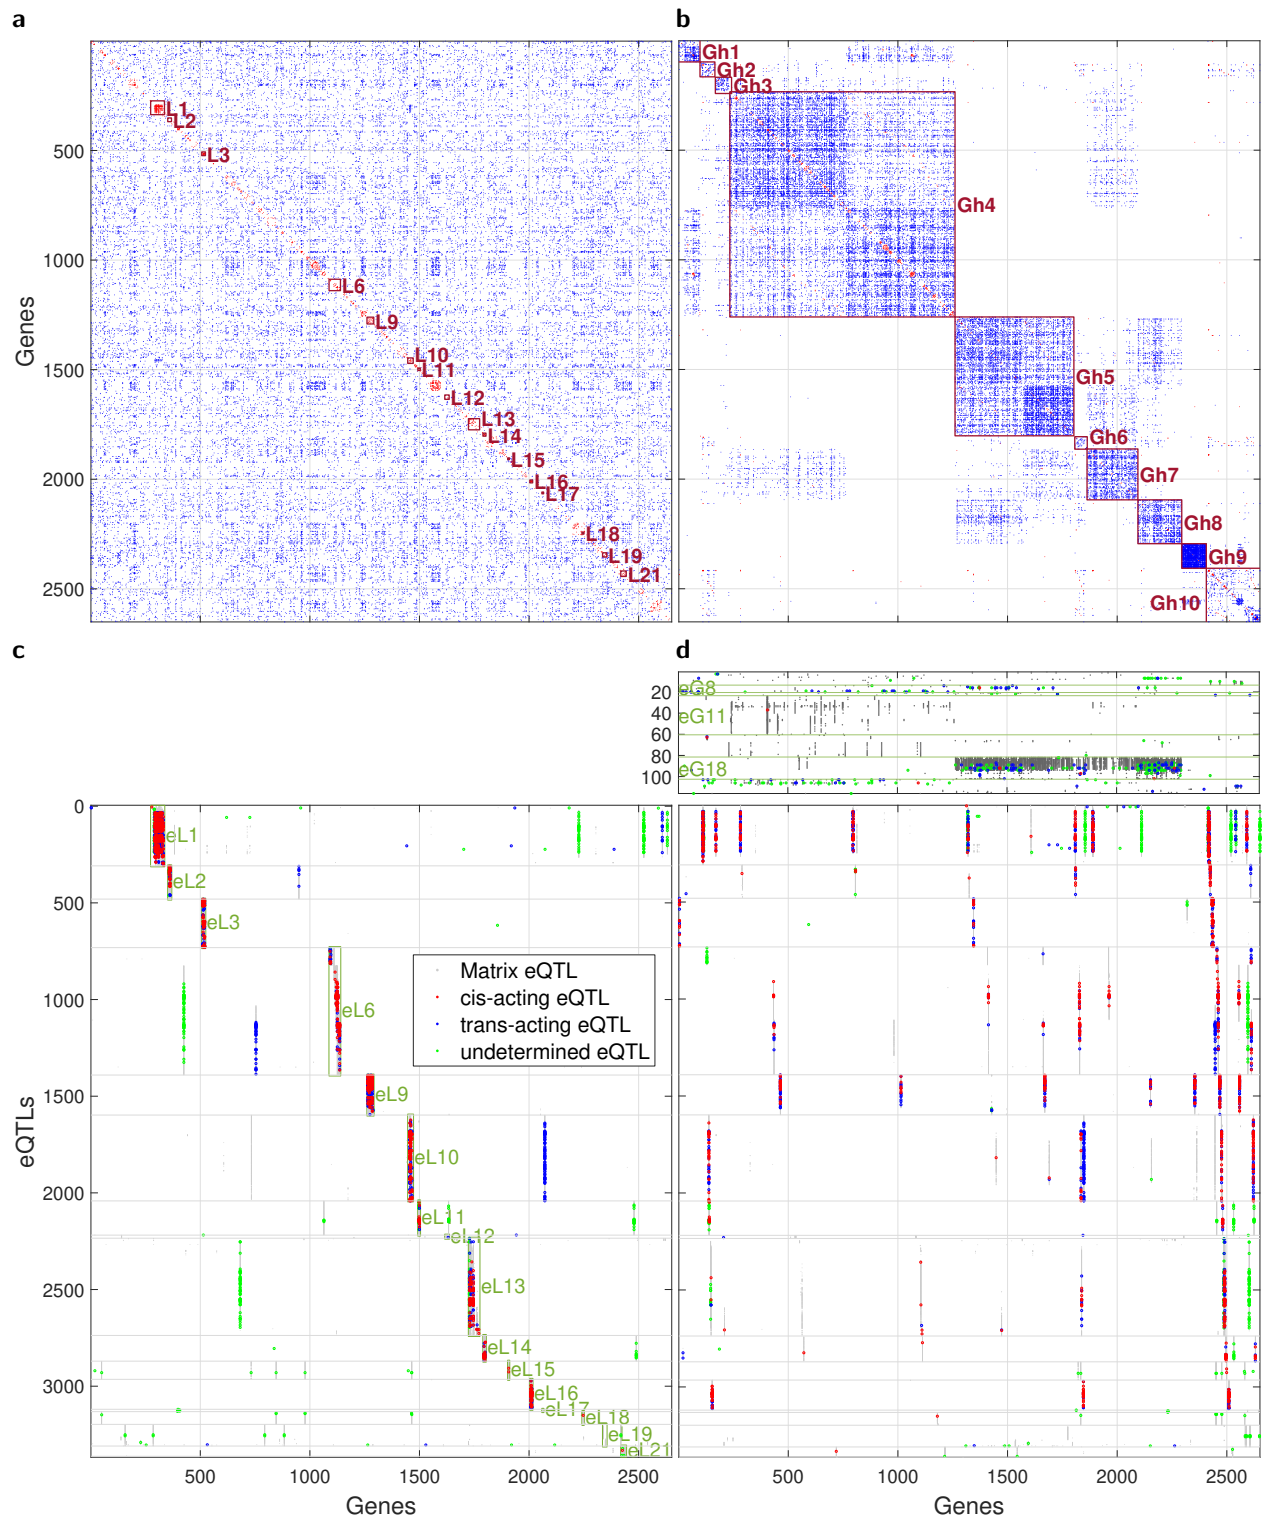 a
b
L1
L2
L3
L6
L9
L10
L11
L12
L13
L14
L15
L16
L17
L18
L19
L21
500
1000
1500
2000
2500
Genes
Gh1
Gh2
Gh3
Gh4
Gh5
Gh6
Gh7
Gh8
Gh9
Gh10
c
d
eG8
eG11
eG18
20
40
60
80
100
0
500
1000
1500
2000
2500
3000
eQTLs
eL1
eL2
eL3
eL6
eL9
eL10
eL11
eL12
eL13
eL14
eL15
eL16
eL17
eL18
eL19
eL21
Matrix eQTL
cis-acting eQTL
trans-acting eQTL
undetermined eQTL
500 1000 1500 2000 2500
Genes
500 1000 1500 2000 2500
Genes